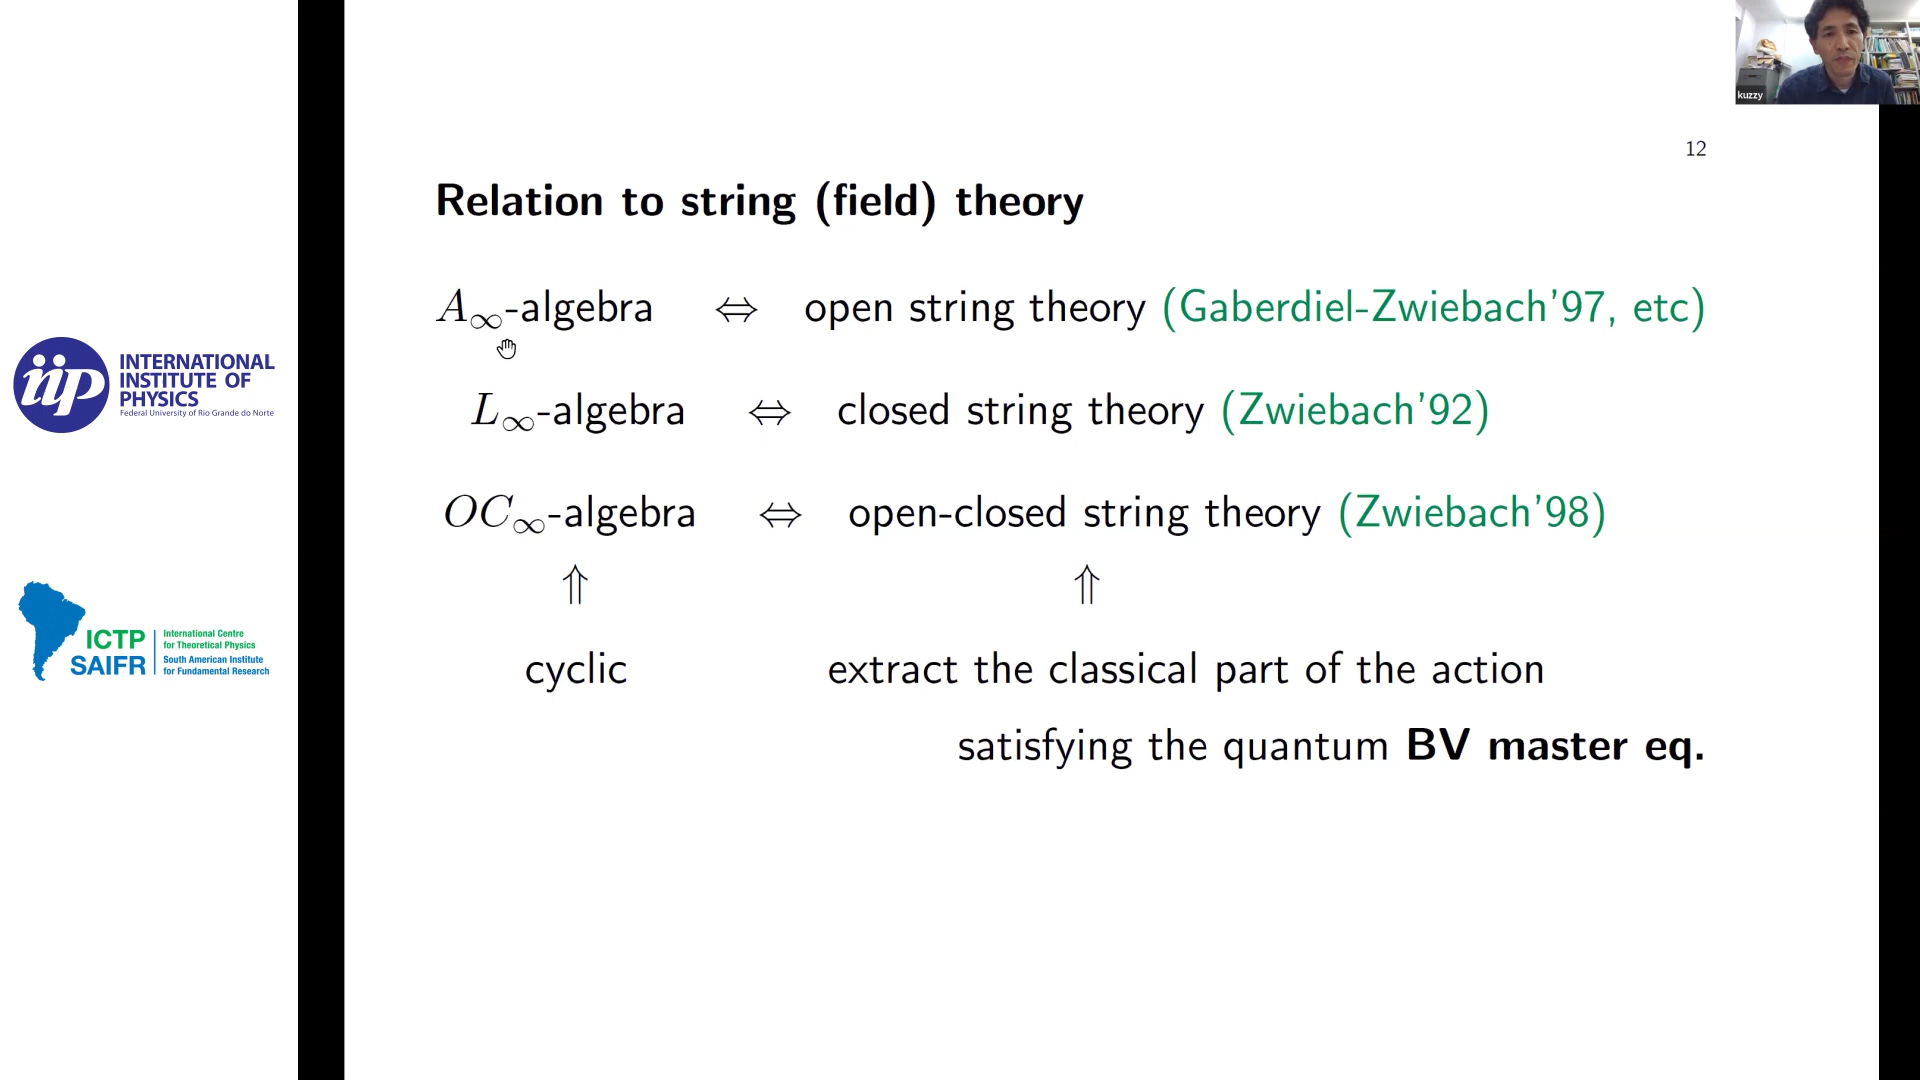 kuzzy
12
Relation to string (field) theory
A∞-algebra ⇔ open string theory (Gaberdiel-Zwiebach'97, etc)
L∞-algebra ⇔ closed string theory (Zwiebach'92)
OC∞-algebra ⇔ open-closed string theory (Zwiebach'98)
⇑ ⇑
cyclic extract the classical part of the action
satisfying the quantum BV master eq.
iip
INTERNATIONAL
INSTITUTE OF
PHYSICS
Federal University of Rio Grande do Norte
ICTP
SAIFR
International Centre
for Theoretical Physics
South American Institute
for Fundamental Research